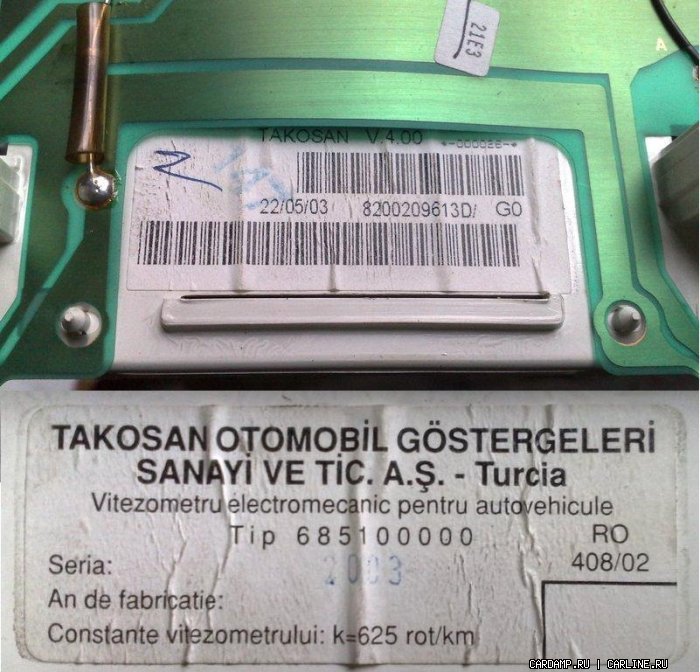 21E3
A
TAKOSAN V.4.00 *-000026-*
22/05/03 8200209613D/ G0
TAKOSAN OTOMOBİL GÖSTERGELERİ
SANAYİ VE TİC. A.Ş. - Turcia
Vitezometru electromecanic pentru autovehicule
Tip 685100000 RO
Seria: 2003 408/02
An de fabricatie:
Constante vitezometrului: k=625 rot/km
CARDAMP.RU | CARLINE.RU